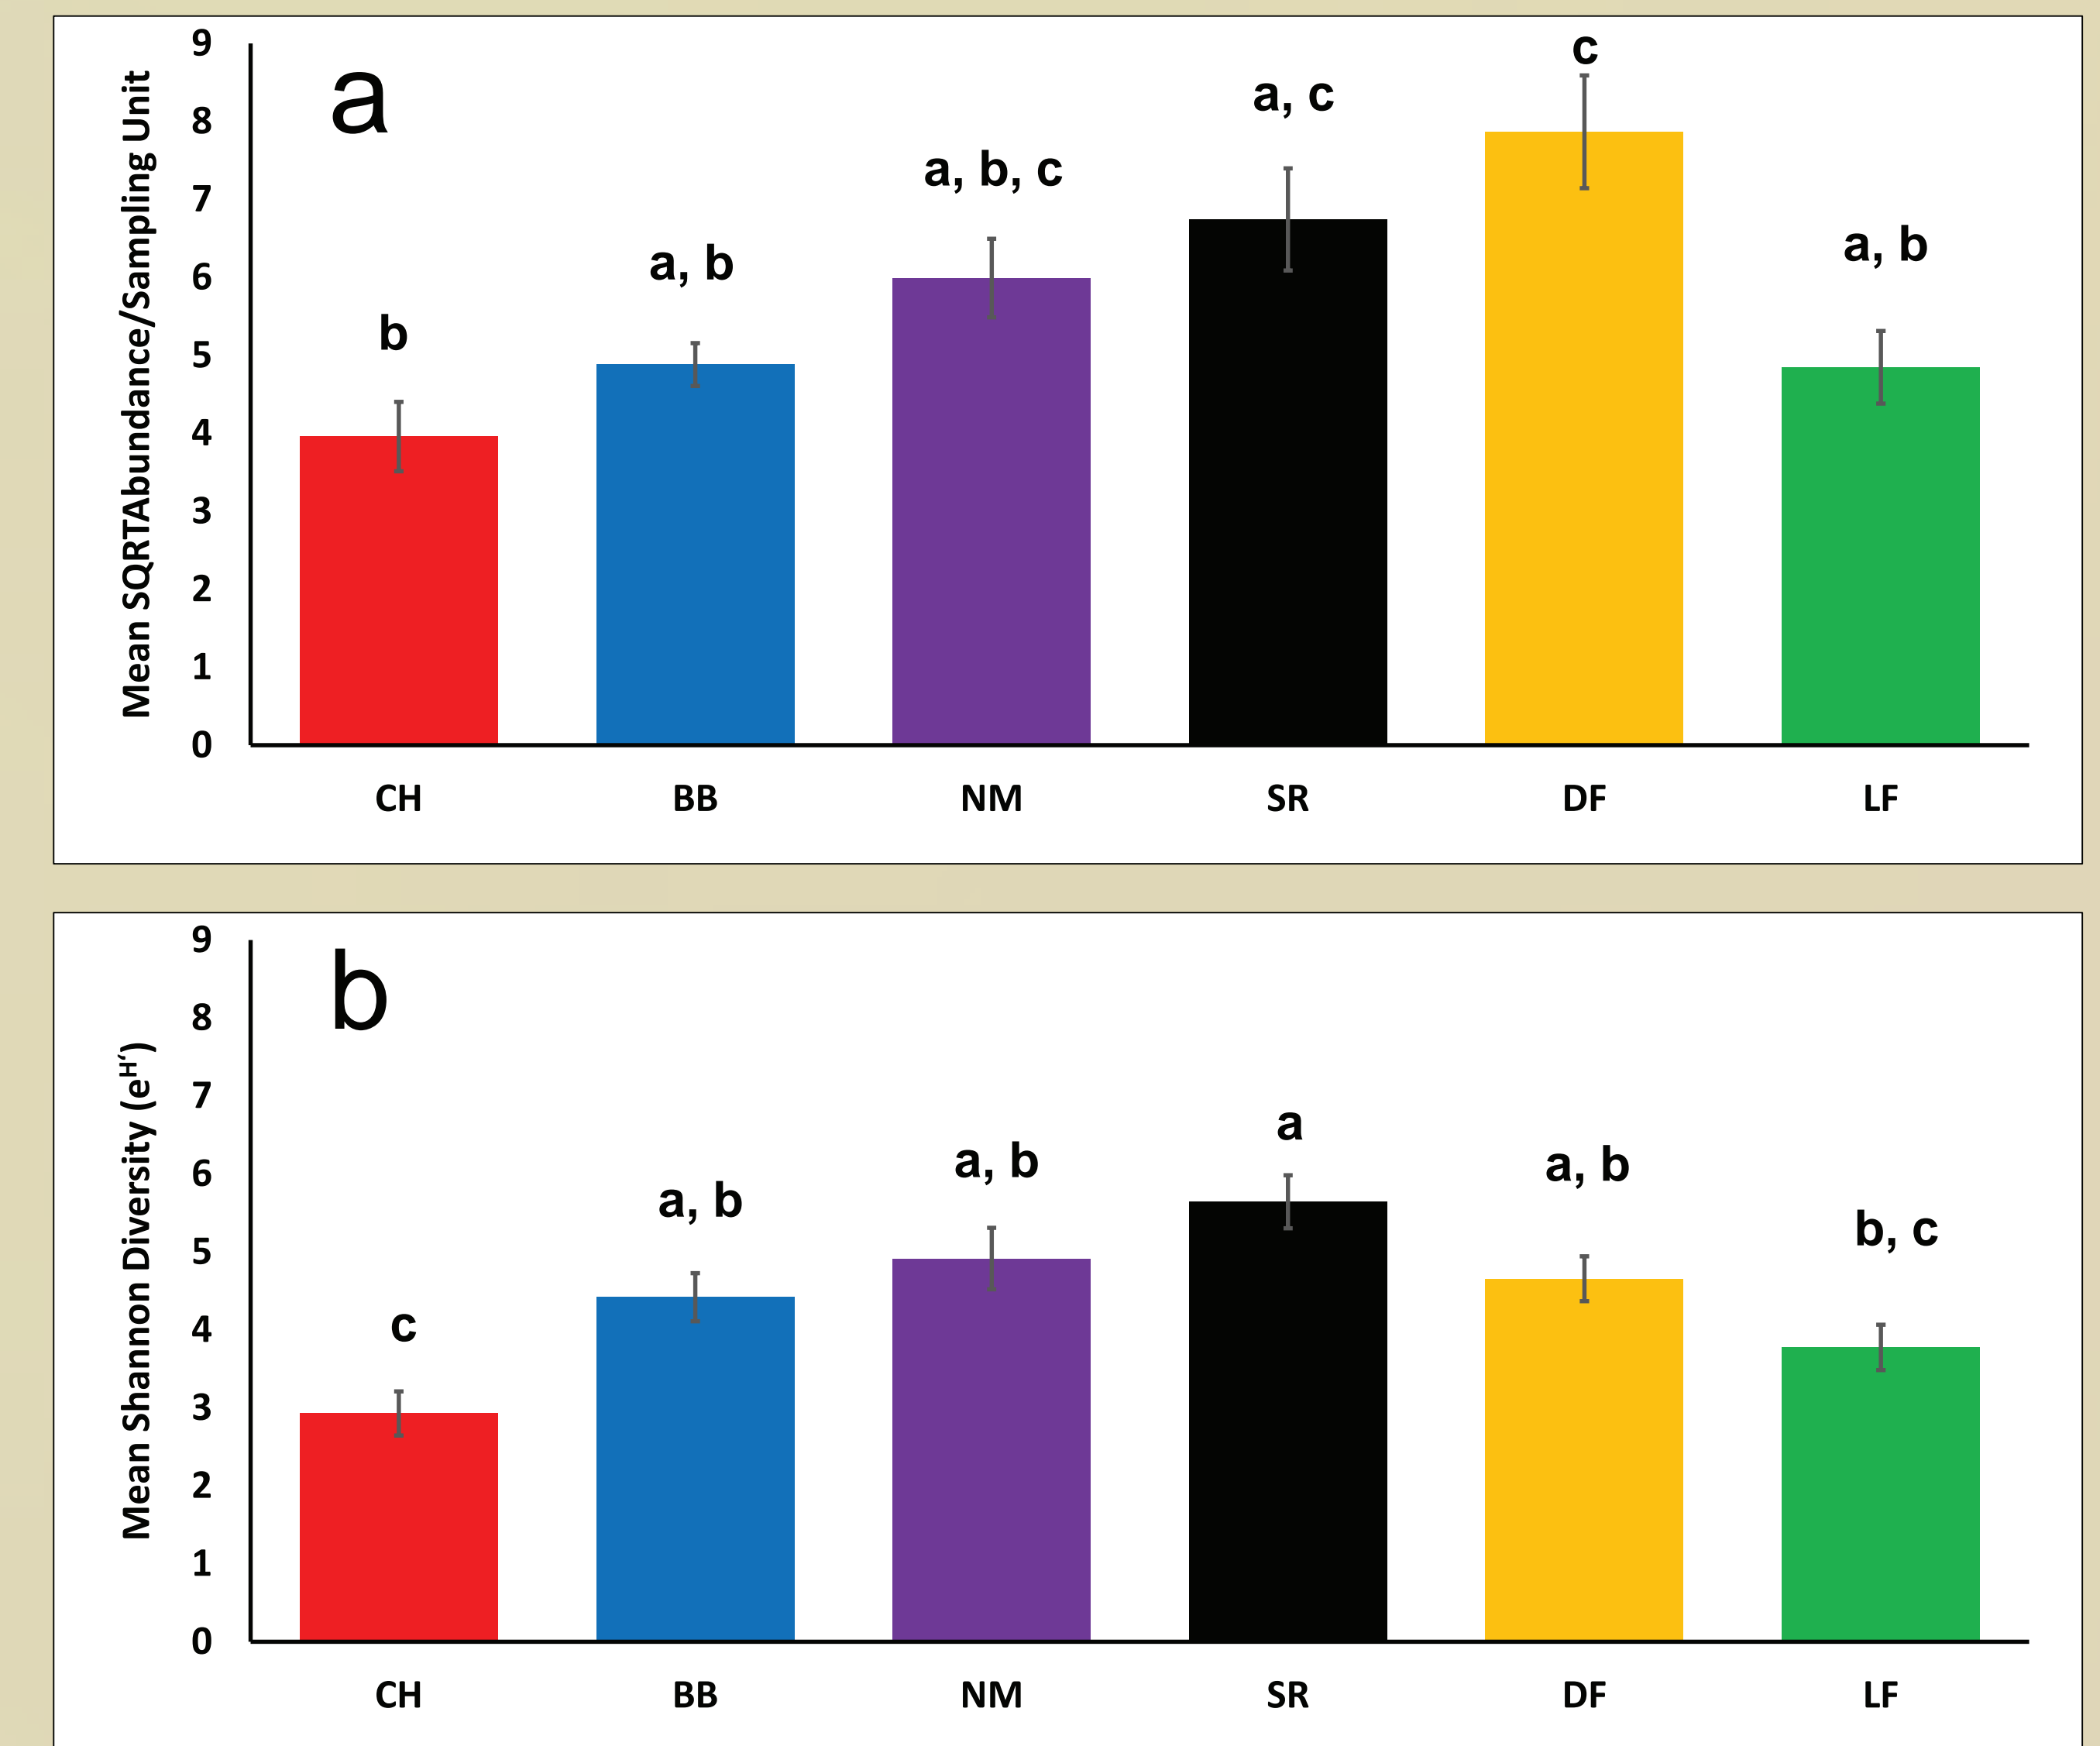 a
Mean SQRTAbundance/Sampling Unit
9
8
7
6
5
4
3
2
1
0
b
a, b
a, b, c
a, c
c
a, b
CH BB NM SR DF LF
b
Mean Shannon Diversity (eᴴ‘)
9
8
7
6
5
4
3
2
1
0
c
a, b
a, b
a
a, b
b, c
CH BB NM SR DF LF